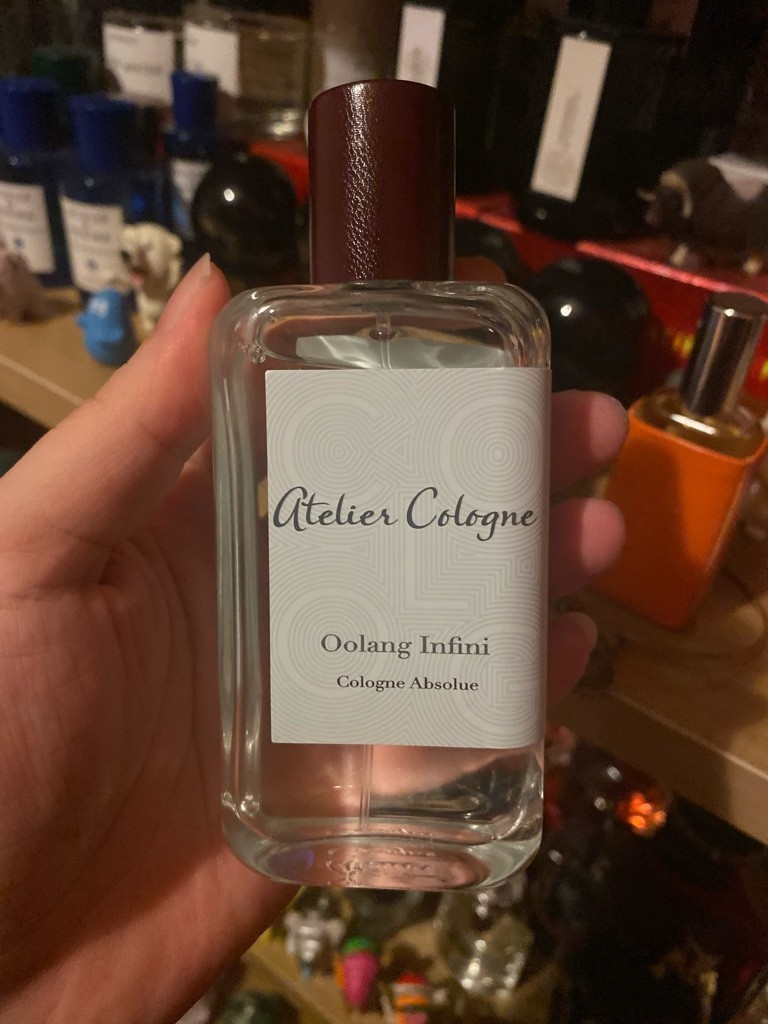 Atelier Cologne
Oolang Infini
Cologne Absolue